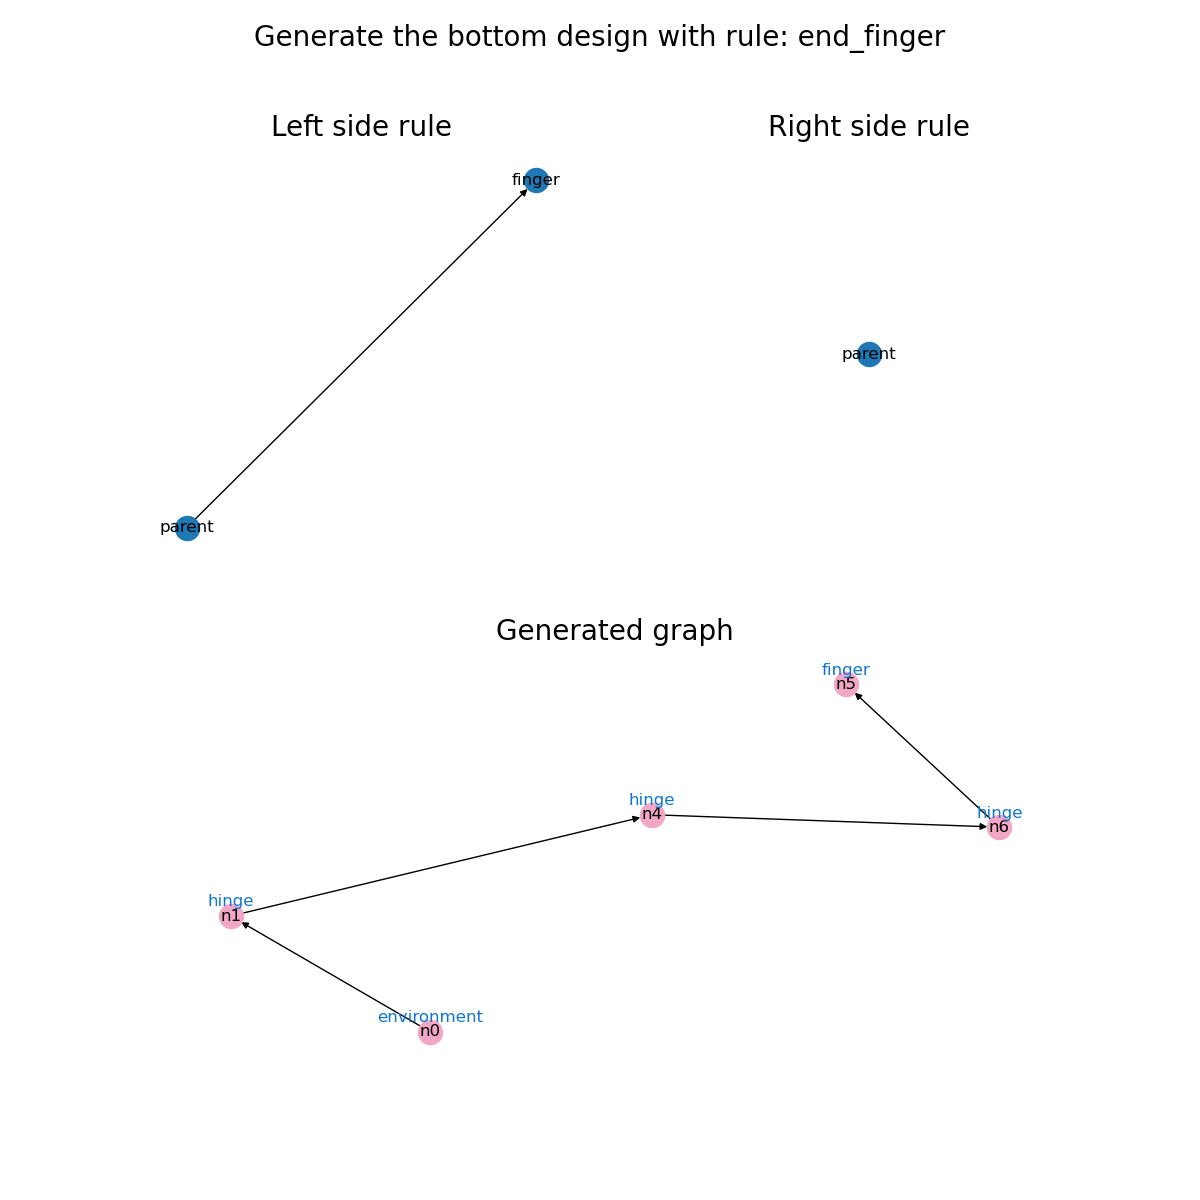 Generate the bottom design with rule: end_finger
Left side rule
Right side rule
finger
parent
parent
Generated graph
finger
n5
hinge
n4
hinge
n6
hinge
n1
environment
n0